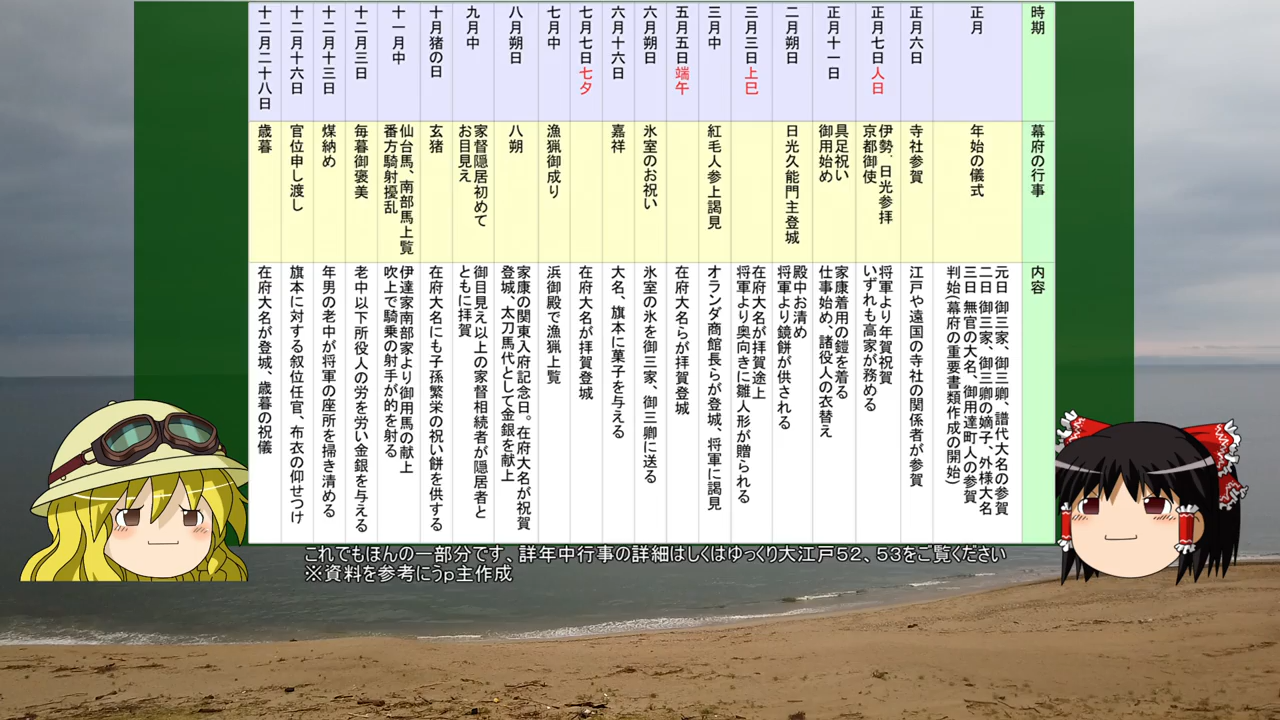 時期
幕府の行事
内容
正月
年始の儀式
元日 御三家、御三卿、譜代大名の参賀
二日 御三家、御三卿の嫡子、外様大名
三日 無官の大名、御用達町人の参賀
判始(幕府の重要書類作成の開始)
正月六日
寺社参賀
江戸や遠国の寺社の関係者が参賀
正月七日人日
伊勢、日光参拝
京都御使
将軍より年賀祝賀
いずれも高家が務める
正月十一日
具足祝い
御用始め
家康着用の鎧を着る
仕事始め、諸役人の衣替え
二月朔日
日光久能門主登城
殿中お清め
将軍より鏡餅が供される
三月三日上巳
在府大名が拝賀途上
将軍より奥向きに雛人形が贈られる
三月中
紅毛人参上謁見
オランダ商館長らが登城、将軍に謁見
五月五日端午
在府大名らが拝賀登城
六月朔日
氷室のお祝い
氷室の氷を御三家、御三卿に送る
六月十六日
嘉祥
大名、旗本に菓子を与える
七月七日七夕
在府大名が拝賀登城
七月中
漁猟御成り
浜御殿で漁猟上覧
八月朔日
八朔
家康の関東入府記念日。在府大名が祝賀
登城、太刀馬代として金銀を献上
九月中
家督隠居初めて
お目見え
御目見え以上の家督相続者が隠居者と
ともに拝賀
十月猪の日
玄猪
在府大名にも子孫繁栄の祝い餅を供する
十一月中
仙台馬、南部馬上覧
番方騎射擾乱
伊達家南部家より御用馬の献上
吹上で騎乗の射手が的を射る
十二月三日
毎暮御褒美
老中以下所役人の労を労い金銀を与える
十二月十三日
煤納め
年男の老中が将軍の座所を掃き清める
十二月十六日
官位申し渡し
旗本に対する叙位任官、布衣の仰せつけ
十二月二十八日
歳暮
在府大名が登城、歳暮の祝儀
これでもほんの一部分です、詳年中行事の詳細はしくはゆっくり大江戸52、53をご覧ください
※資料を参考にうp主作成